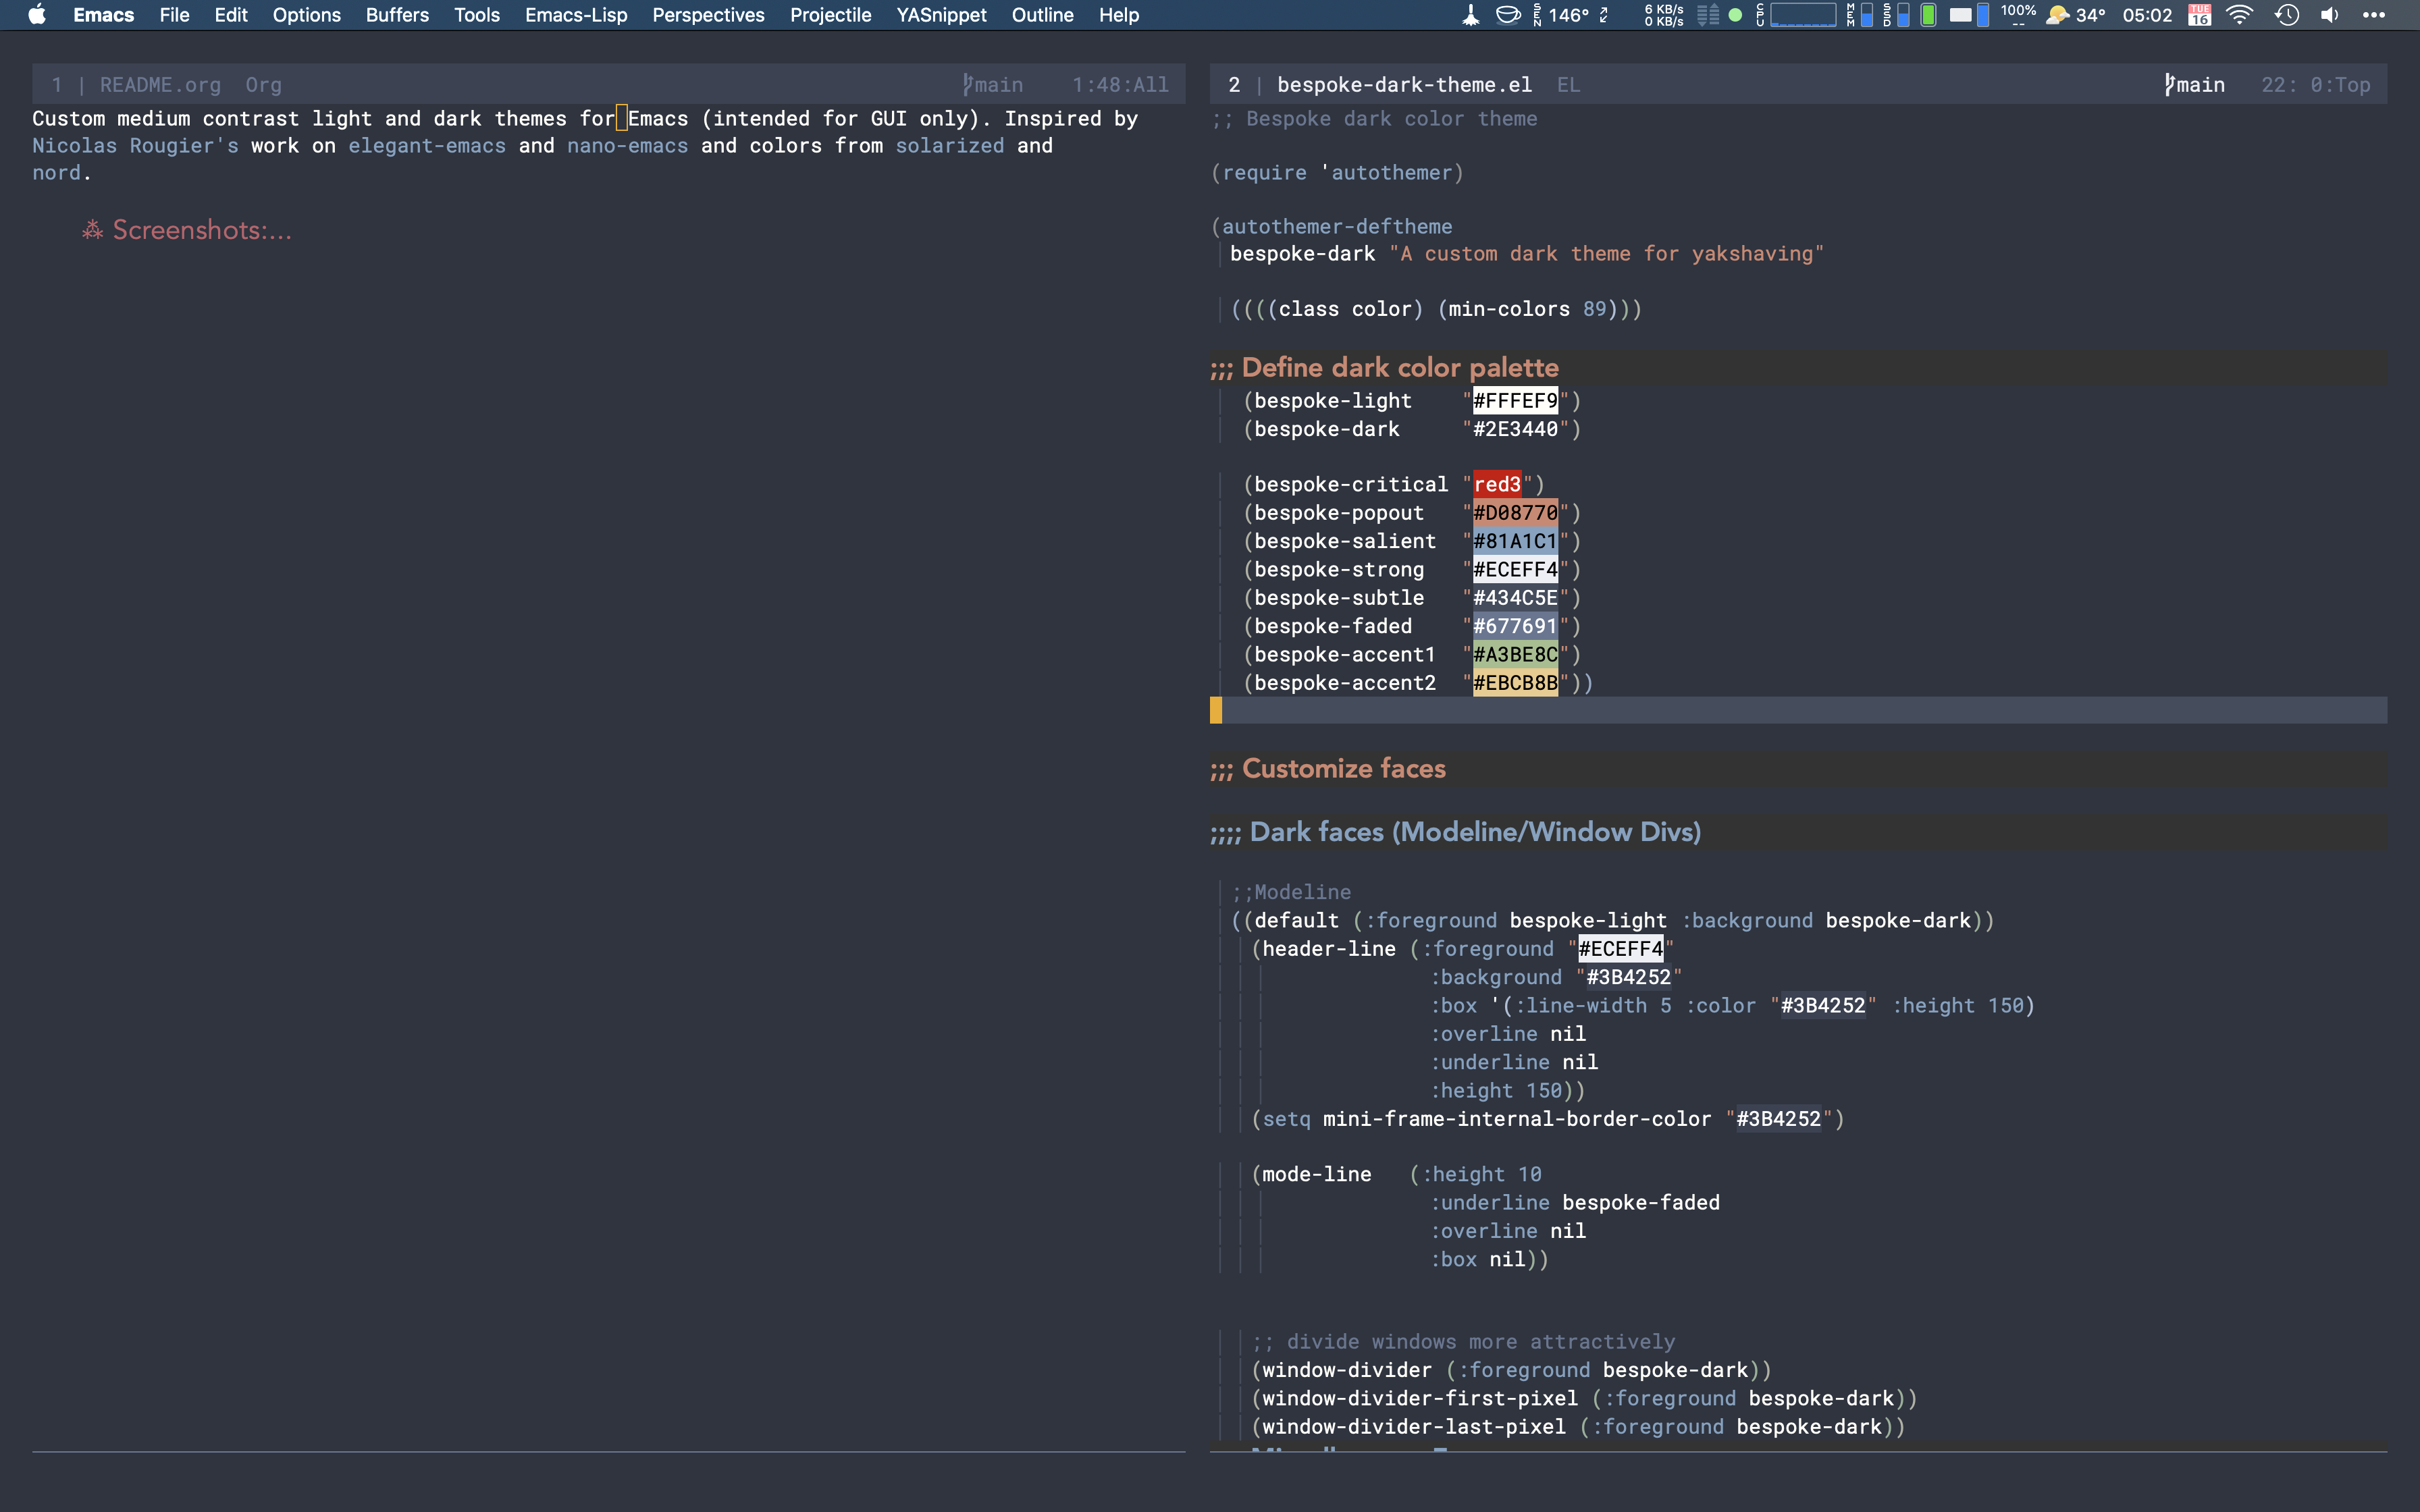 Emacs File Edit Options Buffers Tools Emacs-Lisp Perspectives Projectile YASnippet Outline Help
SEN 146° 6 KB/s 0 KB/s CPU MEM SSD 100% -- 34° 05:02 TUE 16
1 | README.org Org main 1:48:All
Custom medium contrast light and dark themes for Emacs (intended for GUI only). Inspired by
Nicolas Rougier's work on elegant-emacs and nano-emacs and colors from solarized and
nord.
⁂ Screenshots:...
2 | bespoke-dark-theme.el EL main 22: 0:Top
;; Bespoke dark color theme
(require 'autothemer)
(autothemer-deftheme
bespoke-dark "A custom dark theme for yakshaving"
((((class color) (min-colors 89)))
;;; Define dark color palette
(bespoke-light "#FFFEF9")
(bespoke-dark "#2E3440")
(bespoke-critical "red3")
(bespoke-popout "#D08770")
(bespoke-salient "#81A1C1")
(bespoke-strong "#ECEFF4")
(bespoke-subtle "#434C5E")
(bespoke-faded "#677691")
(bespoke-accent1 "#A3BE8C")
(bespoke-accent2 "#EBCB8B"))
;;; Customize faces
;;;; Dark faces (Modeline/Window Divs)
;;Modeline
((default (:foreground bespoke-light :background bespoke-dark))
(header-line (:foreground "#ECEFF4"
:background "#3B4252"
:box '(:line-width 5 :color "#3B4252" :height 150)
:overline nil
:underline nil
:height 150))
(setq mini-frame-internal-border-color "#3B4252")
(mode-line (:height 10
:underline bespoke-faded
:overline nil
:box nil))
;; divide windows more attractively
(window-divider (:foreground bespoke-dark))
(window-divider-first-pixel (:foreground bespoke-dark))
(window-divider-last-pixel (:foreground bespoke-dark))